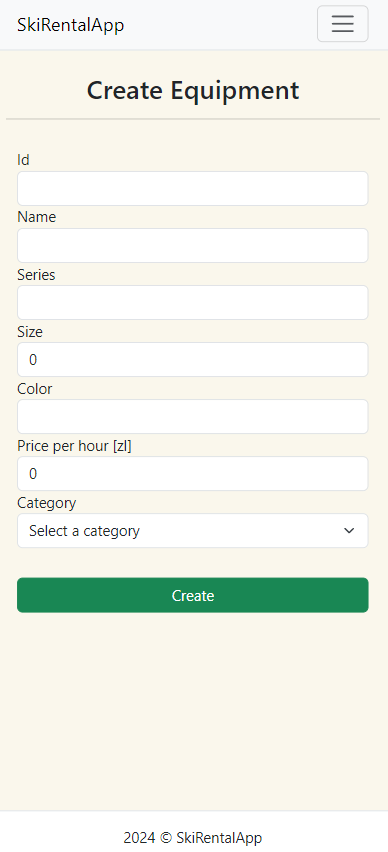 SkiRentalApp
Create Equipment
Id
Name
Series
Size
0
Color
Price per hour [zl]
0
Category
Select a category
Create
2024 © SkiRentalApp